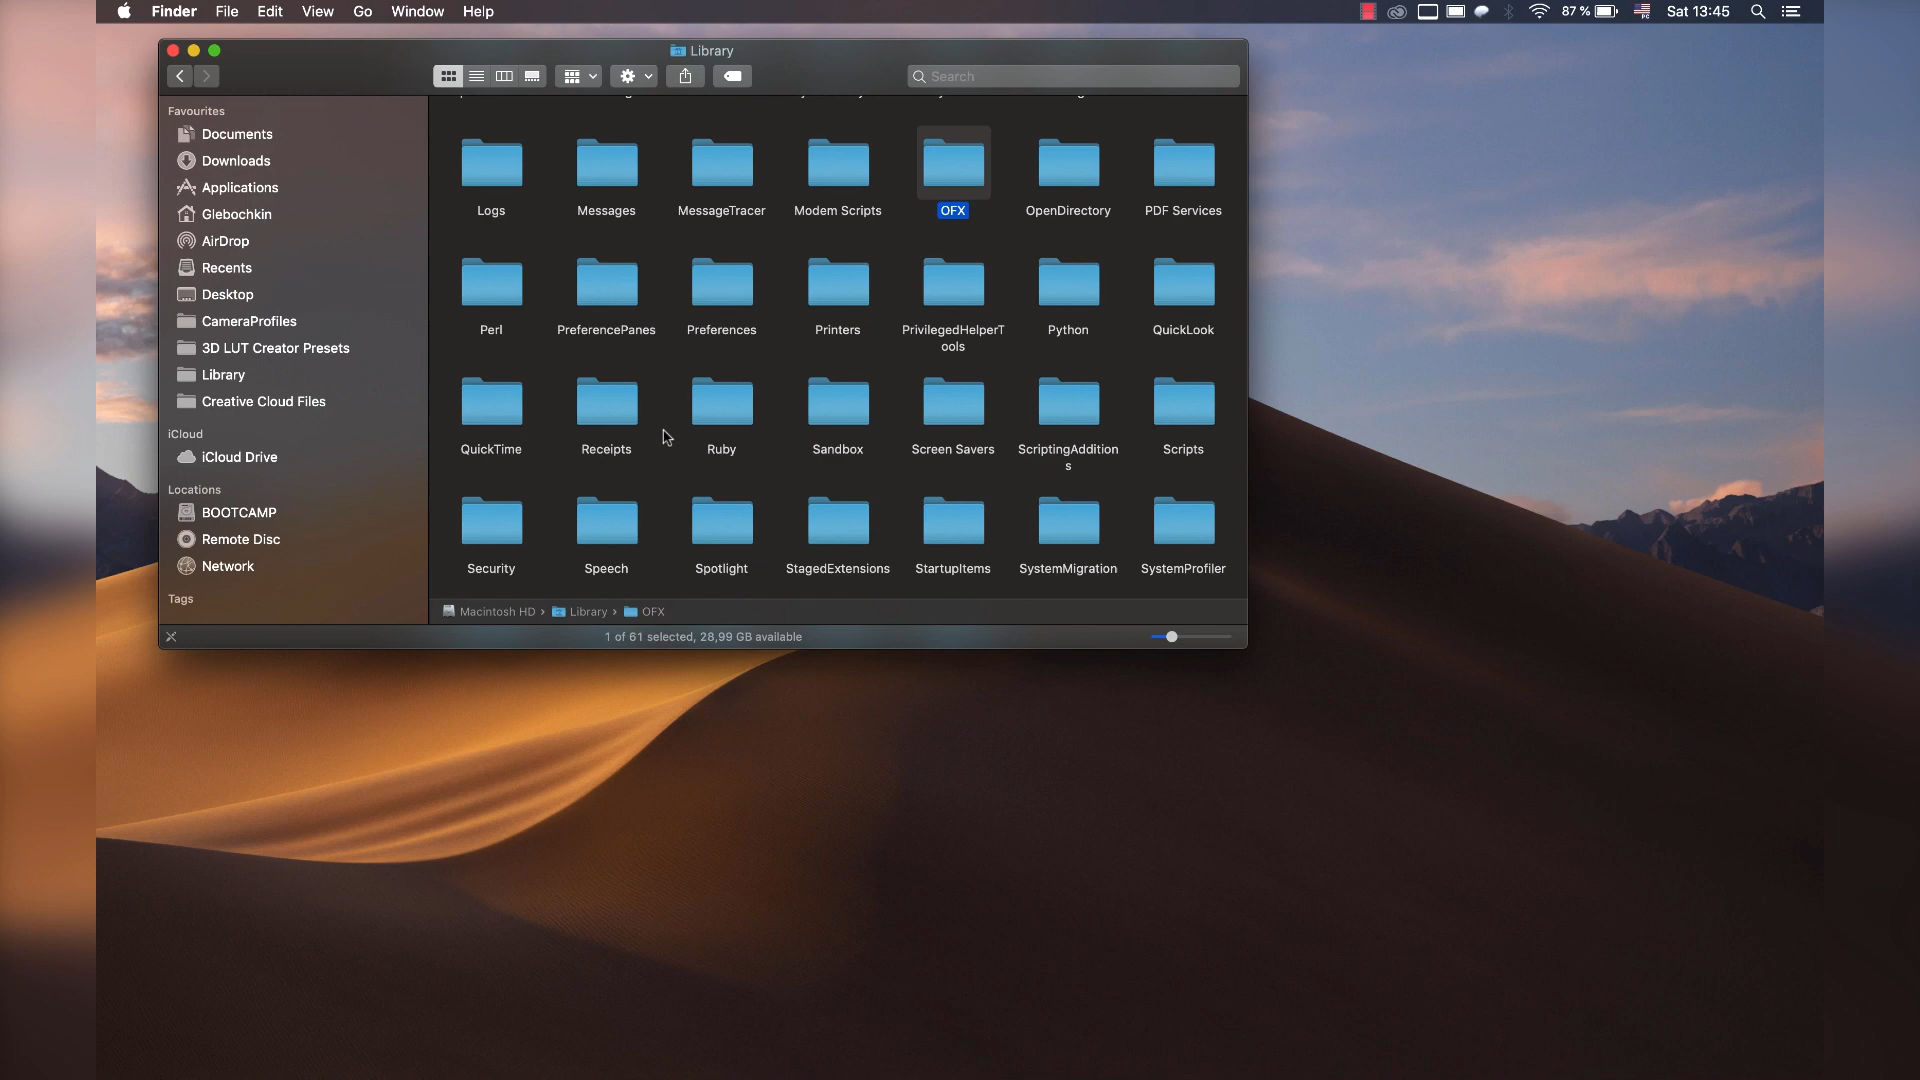 Finder File Edit View Go Window Help
87 % Sat 13:45
Library
Search
Favourites
Documents
Downloads
Applications
Glebochkin
AirDrop
Recents
Desktop
CameraProfiles
3D LUT Creator Presets
Library
Creative Cloud Files
iCloud
iCloud Drive
Locations
BOOTCAMP
Remote Disc
Network
Tags
Logs Messages MessageTracer Modem Scripts OFX OpenDirectory PDF Services
Perl PreferencePanes Preferences Printers PrivilegedHelperT Python QuickLook
ools
QuickTime Receipts Ruby Sandbox Screen Savers ScriptingAddition Scripts
s
Security Speech Spotlight StagedExtensions StartupItems SystemMigration SystemProfiler
Macintosh HD › Library › OFX
1 of 61 selected, 28,99 GB available